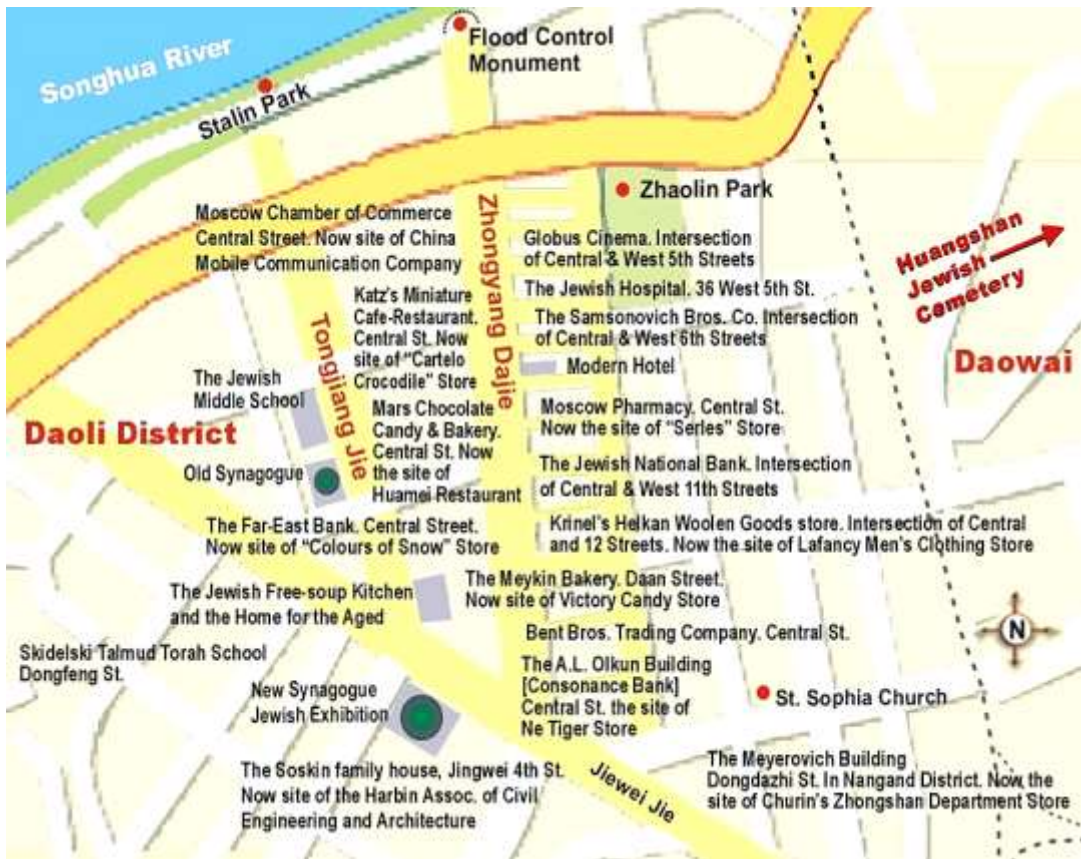 Songhua River
Stalin Park
Flood Control
Monument
Zhaolin Park
Moscow Chamber of Commerce
Central Street. Now site of China
Mobile Communication Company
Zhongyang Dajie
Globus Cinema. Intersection
of Central & West 5th Streets
Huangshan
Jewish
Cemetery
Katz's Miniature
Cafe-Restaurant.
Central St. Now
site of "Cartelo
Crocodile" Store
The Jewish Hospital. 36 West 5th St.
The Samsonovich Bros. Co. Intersection
of Central & West 6th Streets
Tongjiang Jie
Modern Hotel
Daowai
The Jewish
Middle School
Mars Chocolate
Candy & Bakery.
Central St. Now
the site of
Huamei Restaurant
Moscow Pharmacy. Central St.
Now the site of "Serles" Store
Daoli District
Old Synagogue
The Jewish National Bank. Intersection
of Central & West 11th Streets
The Far-East Bank. Central Street.
Now site of "Colours of Snow" Store
Krinel's Helkan Woolen Goods store. Intersection of Central
and 12 Streets. Now the site of Lafancy Men's Clothing Store
The Jewish Free-soup Kitchen
and the Home for the Aged
The Meykin Bakery. Daan Street.
Now site of Victory Candy Store
Bent Bros. Trading Company. Central St.
N
Skidelski Talmud Torah School
Dongfeng St.
The A.L. Olkun Building
[Consonance Bank]
Central St. the site of
Ne Tiger Store
New Synagogue
Jewish Exhibition
St. Sophia Church
The Soskin family house, Jingwei 4th St.
Now site of the Harbin Assoc. of Civil
Engineering and Architecture
Jiewei Jie
The Meyerovich Building
Dongdazhi St. In Nangand District. Now, the
site of Churin's Zhongshan Department Store